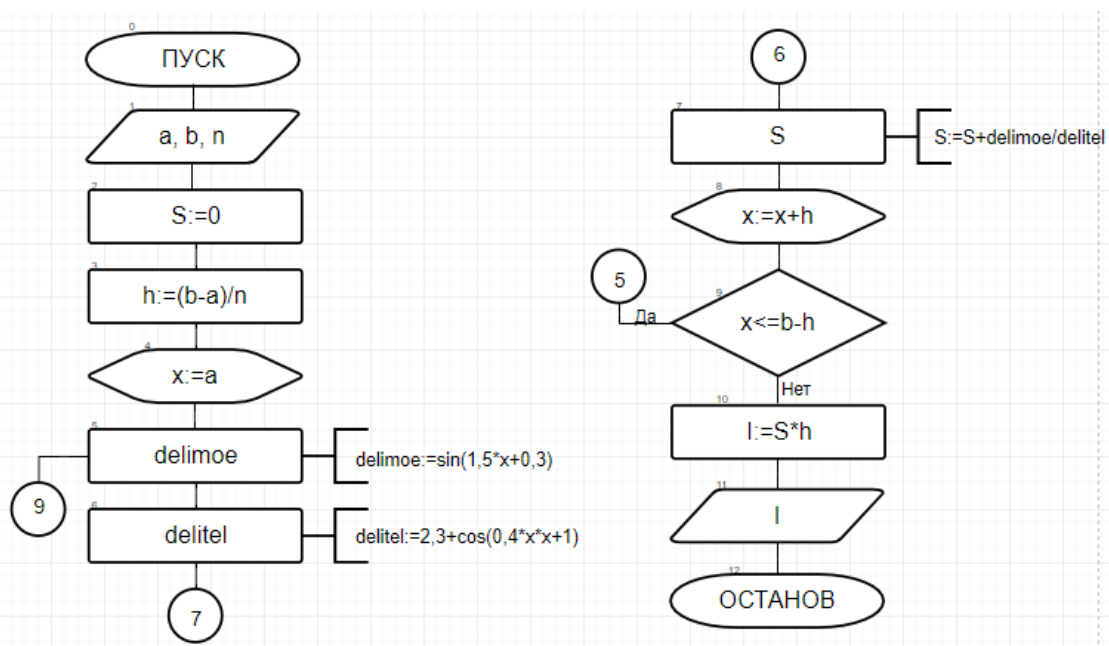 0
ПУСК
1
a, b, n
2
S:=0
3
h:=(b-a)/n
4
x:=a
5
delimoe
delimoe:=sin(1,5*x+0,3)
9
6
delitel
delitel:=2,3+cos(0,4*x*x+1)
7
6
7
S
S:=S+delimoe/delitel
8
x:=x+h
5
Да
9
x<=b-h
Нет
10
I:=S*h
11
I
12
ОСТАНОВ